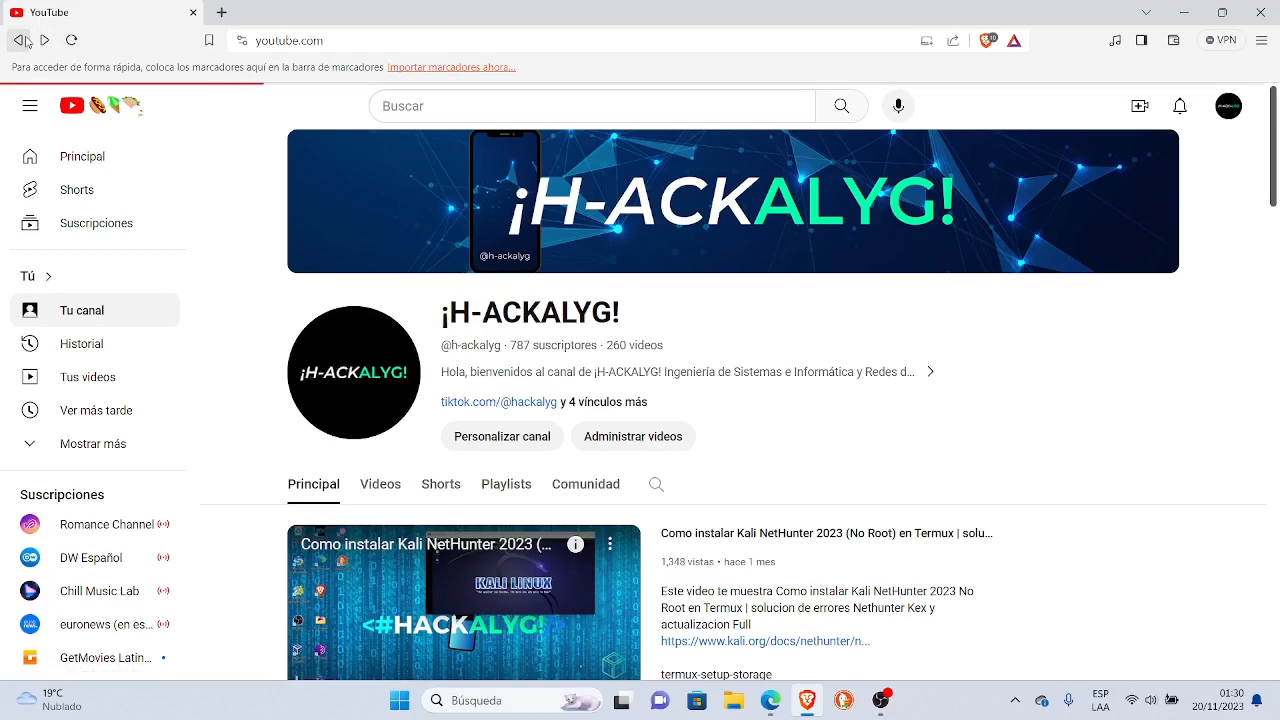 YouTube
youtube.com
10
VPN
Para acceder de forma rápida, coloca los marcadores aquí en la barra de marcadores Importar marcadores ahora...
Buscar
¡H-ACKALYG!
@h-ackalyg
Principal
Shorts
Suscripciones
Tú
Tu canal
Historial
Tus videos
Ver más tarde
Mostrar más
Suscripciones
Romance Channel
DW Español
Chill Music Lab
euronews (en es...
GetMovies Latin...
¡H-ACKALYG!
¡H-ACKALYG!
@h-ackalyg · 787 suscriptores · 260 videos
Hola, bienvenidos al canal de ¡H-ACKALYG! Ingeniería de Sistemas e Informática y Redes d...
tiktok.com/@hackalyg y 4 vínculos más
Personalizar canal
Administrar videos
Principal
Videos
Shorts
Playlists
Comunidad
Como instalar Kali NetHunter 2023 (...
KALI LINUX
<#HACKALYG!/>
Como instalar Kali NetHunter 2023 (No Root) en Termux | solu...
1,348 vistas • hace 1 mes
Este video te muestra Como instalar Kali NetHunter 2023 No
Root en Termux | solucion de errores Nethunter Kex y
actualizacion Full
https://www.kali.org/docs/nethunter/n...
termux-setup-storage
19°C
Nublado
Búsqueda
ESP
LAA
01:30
20/11/2023